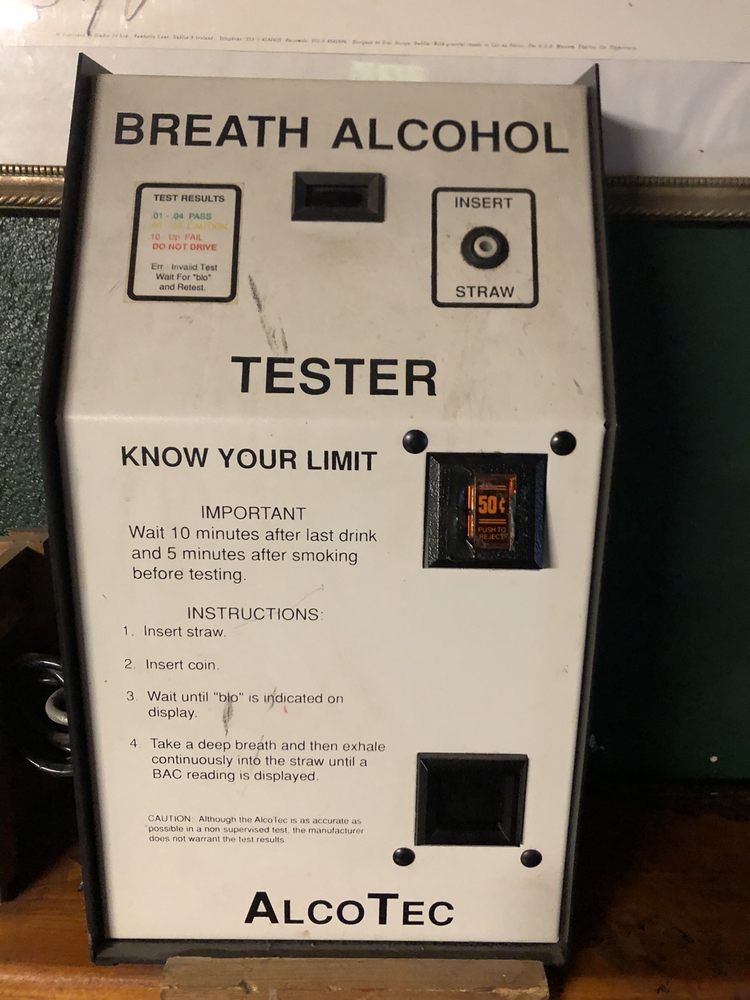 BREATH ALCOHOL
TEST RESULTS
.01 - .04 PASS
CAUTION
.10 - Up FAIL
DO NOT DRIVE
Err - Invalid Test
Wait For "blo"
and Retest.
INSERT
STRAW
TESTER
KNOW YOUR LIMIT
50¢
PUSH TO
REJECT
IMPORTANT
Wait 10 minutes after last drink
and 5 minutes after smoking
before testing.
INSTRUCTIONS:
1. Insert straw.
2. Insert coin.
3. Wait until "blo" is indicated on
display.
4. Take a deep breath and then exhale
continuously into the straw until a
BAC reading is displayed.
CAUTION: Although the AlcoTec is as accurate as
possible in a non supervised test, the manufacturer
does not warrant the test results.
ALCOTEC